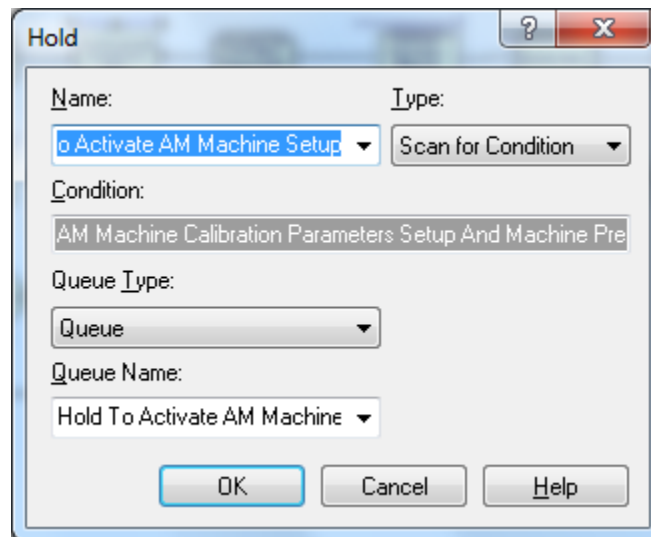 Hold
Name: Type:
o Activate AM Machine Setup Scan for Condition
Condition:
AM Machine Calibration Parameters Setup And Machine Pre
Queue Type:
Queue
Queue Name:
Hold To Activate AM Machine
OK Cancel Help